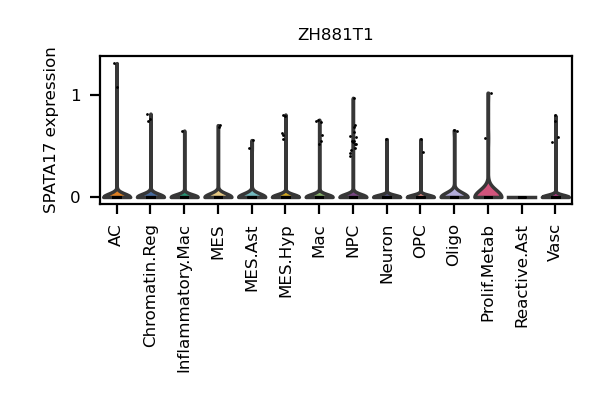 ZH881T1
SPATA17 expression
1
0
AC
Chromatin.Reg
Inflammatory.Mac
MES
MES.Ast
MES.Hyp
Mac
NPC
Neuron
OPC
Oligo
Prolif.Metab
Reactive.Ast
Vasc